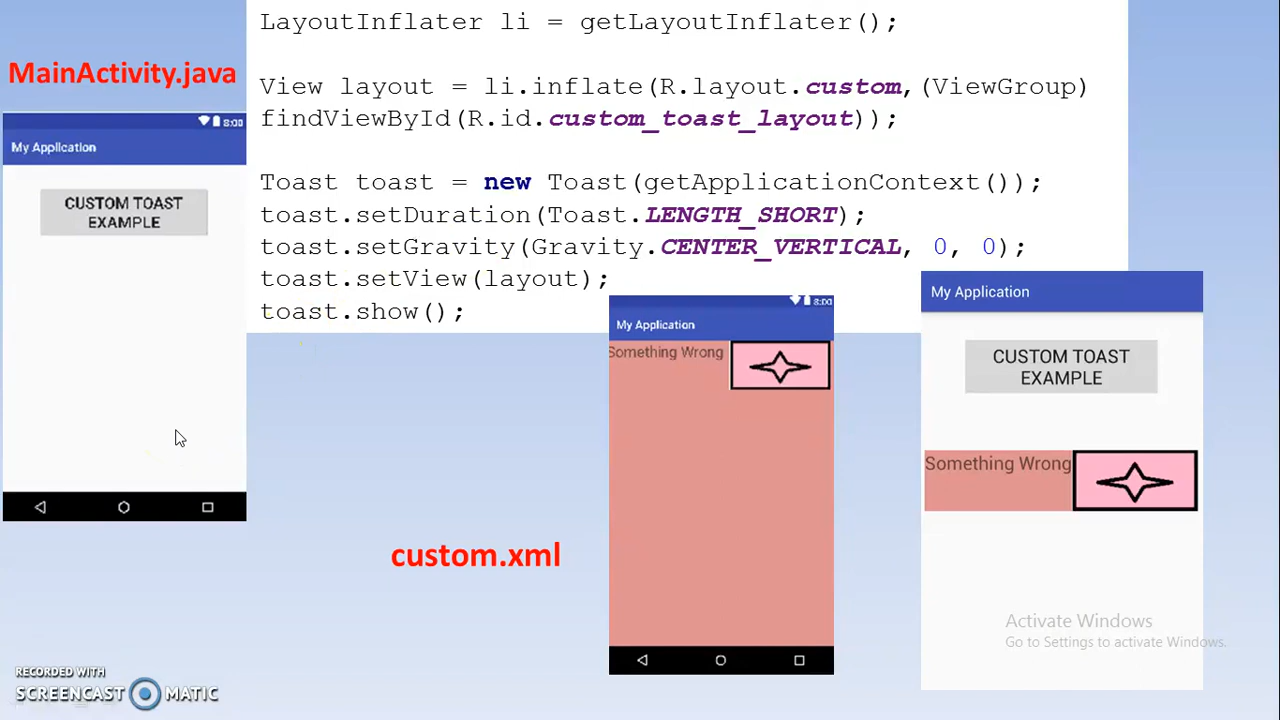 LayoutInflater li = getLayoutInflater();
MainActivity.java
View layout = li.inflate(R.layout.custom,(ViewGroup)
findViewById(R.id.custom_toast_layout));
Toast toast = new Toast(getApplicationContext());
toast.setDuration(Toast.LENGTH_SHORT);
toast.setGravity(Gravity.CENTER_VERTICAL, 0, 0);
toast.setView(layout);
toast.show();
8:00
My Application
CUSTOM TOAST
EXAMPLE
8:00
My Application
Something Wrong
My Application
CUSTOM TOAST
EXAMPLE
Something Wrong
custom.xml
Activate Windows
Go to Settings to activate Windows.
RECORDED WITH
SCREENCAST MATIC